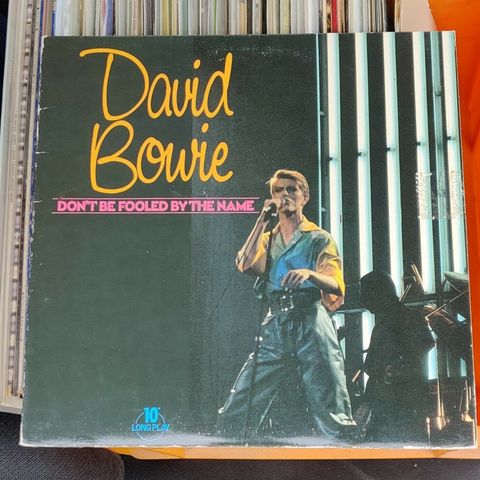 David
Bowie
DON'T BE FOOLED BY THE NAME
10"
LONG PLAY